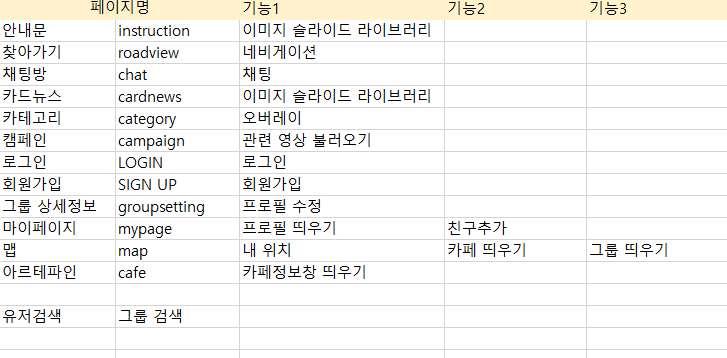 페이지명 기능1 기능2 기능3
안내문 instruction 이미지 슬라이드 라이브러리
찾아가기 roadview 네비게이션
채팅방 chat 채팅
카드뉴스 cardnews 이미지 슬라이드 라이브러리
카테고리 category 오버레이
캠페인 campaign 관련 영상 불러오기
로그인 LOGIN 로그인
회원가입 SIGN UP 회원가입
그룹 상세정보 groupsetting 프로필 수정
마이페이지 mypage 프로필 띄우기 친구추가
맵 map 내 위치 카페 띄우기 그룹 띄우기
아르테파인 cafe 카페정보창 띄우기
유저검색 그룹 검색